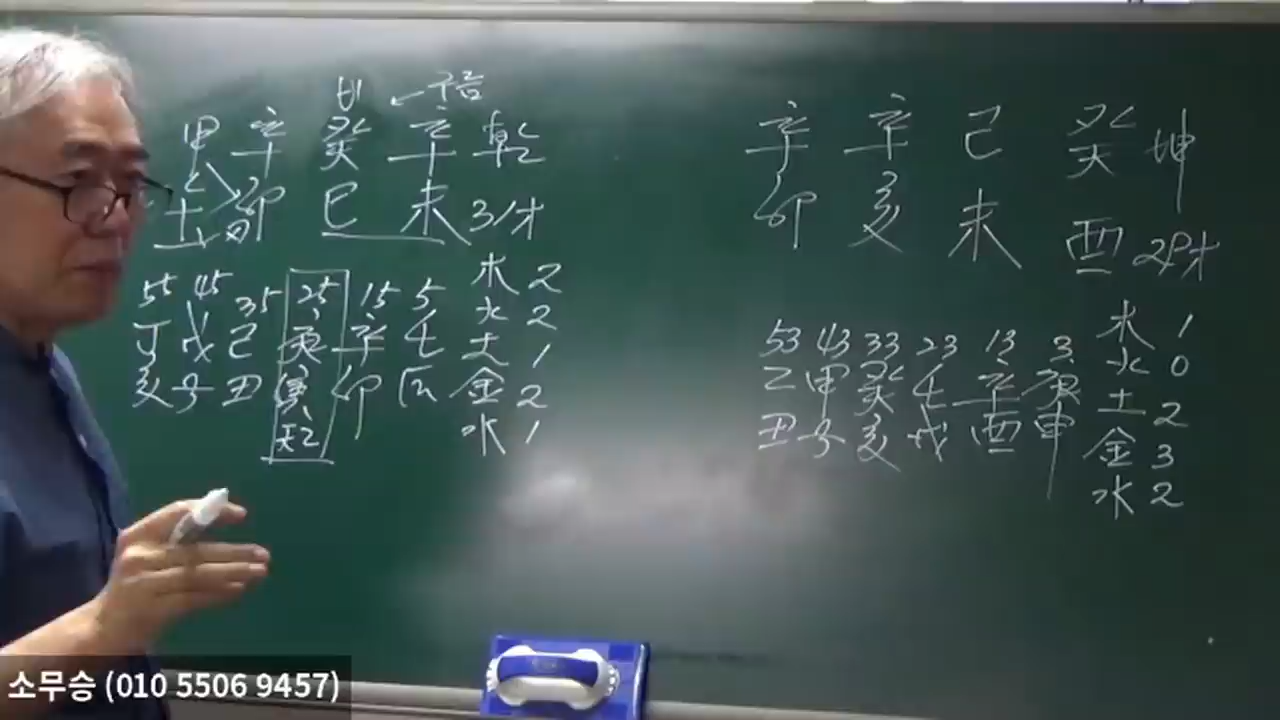 甲 辛 癸 辛 乾
卯 巳 未 31才
55 45 35 25 15 5
丁 戊 己 庚 辛 壬
亥 子 丑 寅 卯 辰
木 2
火 2
土 1
金 2
水 1
辛 辛 己 癸 坤
卯 亥 未 酉 29才
53 43 33 23 13 3
乙 甲 癸 壬 辛 庚
丑 子 亥 戌 酉 申
木 1
火 0
土 2
金 3
水 2
소무승 (010 5506 9457)